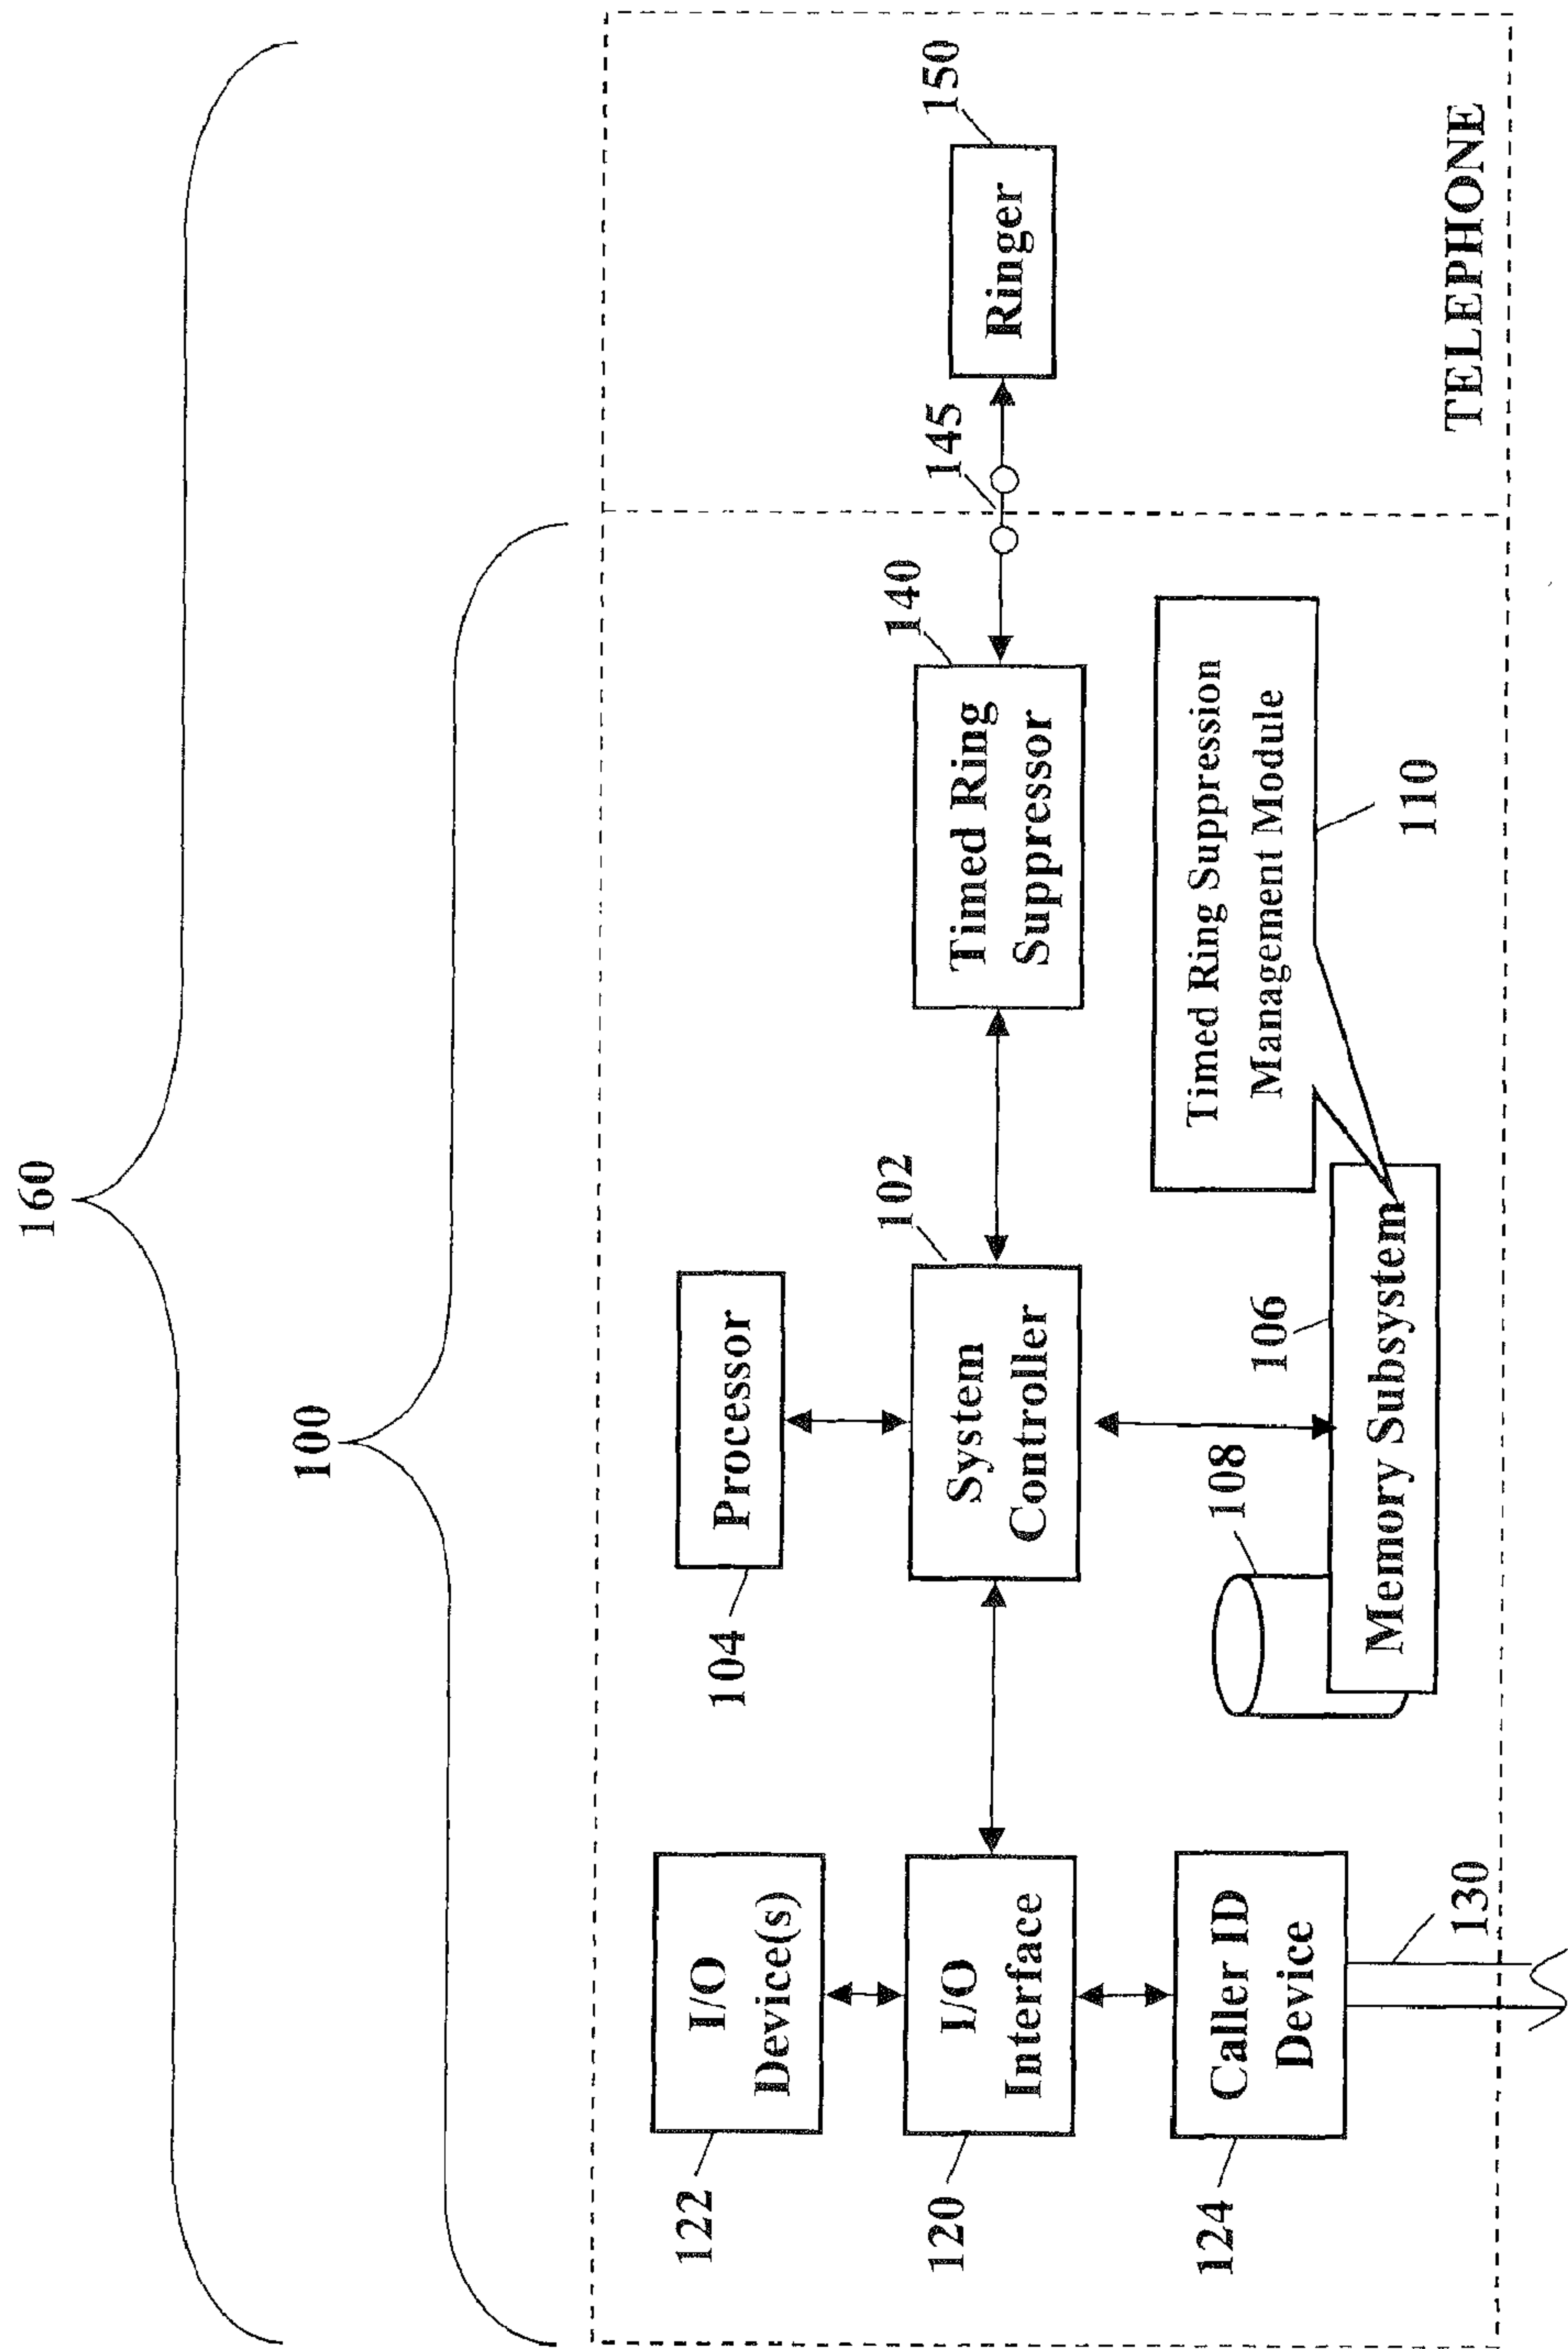 160
100
I/O
Device(s)
122
Processor
104
I/O
Interface
120
System
Controller
102
Timed Ring
Suppressor
140
145
Ringer
150
Caller ID
Device
124
130
108
Memory Subsystem
106
Timed Ring Suppression
Management Module
110
TELEPHONE